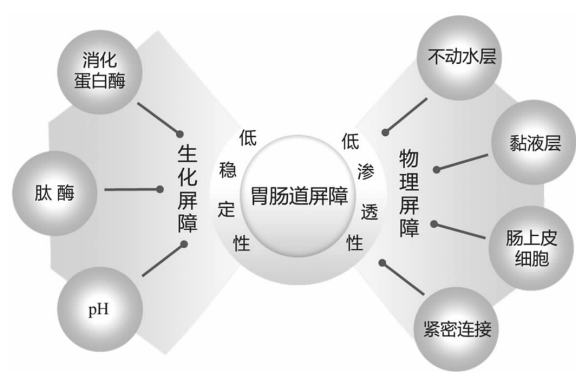 消化
蛋白酶
肽酶
pH
生化屏障
低稳定性
胃肠道屏障
低渗透性
物理屏障
不动水层
黏液层
肠上皮
细胞
紧密连接